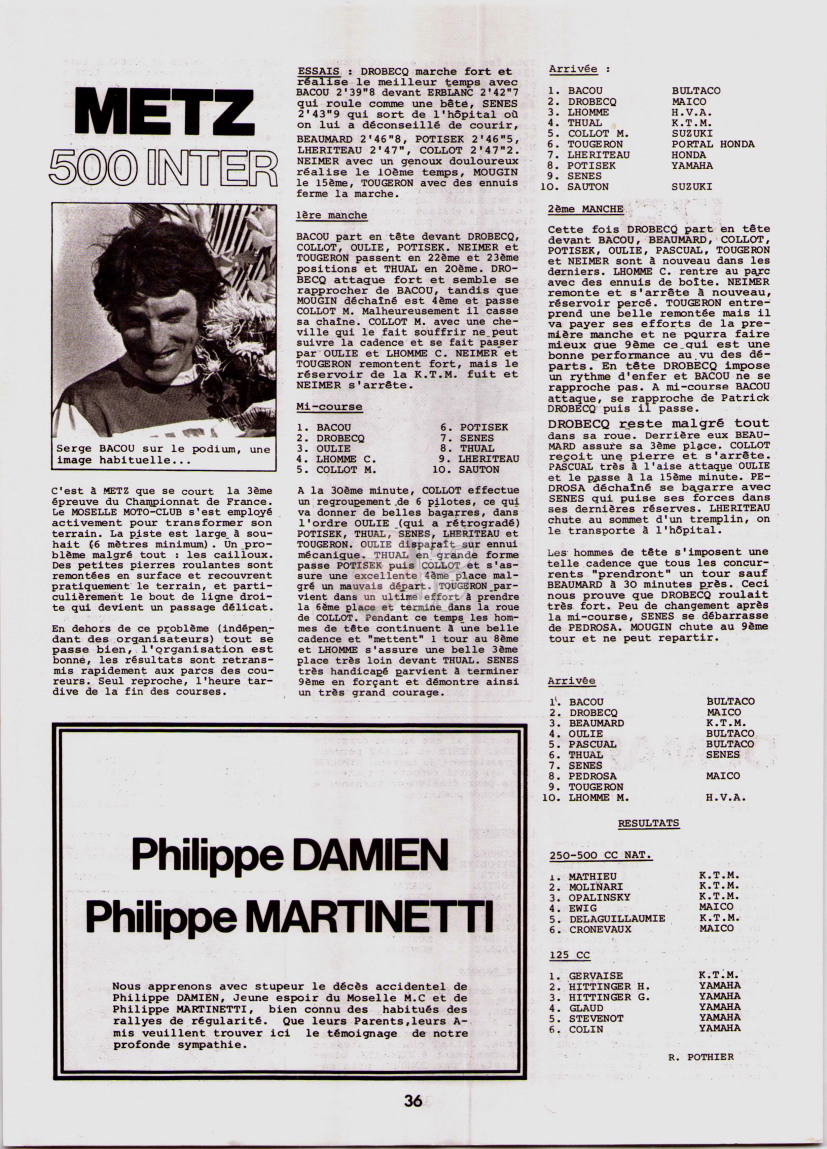 METZ
500 INTER
Serge BACOU sur le podium, une
image habituelle...
C'est à METZ que se court la 3ème
épreuve du Championnat de France.
Le MOSELLE MOTO-CLUB s'est employé
activement pour transformer son
terrain. La piste est large à sou-
hait (6 mètres minimum). Un pro-
blème malgré tout : les cailloux.
Des petites pierres roulantes sont
remontées en surface et recouvrent
pratiquement le terrain, et parti-
culièrement le bout de ligne droi-
te qui devient un passage délicat.
En dehors de ce problème (indépen-
dant des organisateurs) tout se
passe bien, l'organisation est
bonne, les résultats sont retrans-
mis rapidement aux parcs des cou-
reurs. Seul reproche, l'heure tar-
dive de la fin des courses.
ESSAIS : DROBECQ marche fort et
réalise le meilleur temps avec
BACOU 2'39"8 devant ERBLANC 2'42"7
qui roule comme une bête, SENES
2'43"9 qui sort de l'hôpital où
on lui a déconseillé de courir,
BEAUMARD 2'46"8, POTISEK 2'46"5,
LHERITEAU 2'47", COLLOT 2'47"2.
NEIMER avec un genoux douloureux
réalise le 10ème temps, MOUGIN
le 15ème, TOUGERON avec des ennuis
ferme la marche.
1ère manche
BACOU part en tête devant DROBECQ,
COLLOT, OULIE, POTISEK. NEIMER et
TOUGERON passent en 22ème et 23ème
positions et THUAL en 20ème. DRO-
BECQ attaque fort et semble se
rapprocher de BACOU, tandis que
MOUGIN déchaîné est 4ème et passe
COLLOT M. Malheureusement il casse
sa chaîne. COLLOT M. avec une che-
ville qui le fait souffrir ne peut
suivre la cadence et se fait passer
par OULIE et LHOMME C. NEIMER et
TOUGERON remontent fort, mais le
réservoir de la K.T.M. fuit et
NEIMER s'arrête.
Mi-course
1. BACOU 6. POTISEK
2. DROBECQ 7. SENES
3. OULIE 8. THUAL
4. LHOMME C. 9. LHERITEAU
5. COLLOT M. 10. SAUTON
A la 30ème minute, COLLOT effectue
un regroupement de 6 pilotes, ce qui
va donner de belles bagarres, dans
l'ordre OULIE (qui a rétrogradé)
POTISEK, THUAL, SENES, LHERITEAU et
TOUGERON. OULIE disparaît sur ennui
mécanique. THUAL en grande forme
passe POTISEK puis COLLOT et s'as-
sure une excellente 4ème place mal-
gré un mauvais départ. TOUGERON par-
vient dans un ultime effort à prendre
la 6ème place et termine dans la roue
de COLLOT. Pendant ce temps les hom-
mes de tête continuent à une belle
cadence et "mettent" 1 tour au 8ème
et LHOMME s'assure une belle 3ème
place très loin devant THUAL. SENES
très handicapé parvient à terminer
9ème en forçant et démontre ainsi
un très grand courage.
Arrivée :
1. BACOU BULTACO
2. DROBECQ MAICO
3. LHOMME H.V.A.
4. THUAL K.T.M.
5. COLLOT M. SUZUKI
6. TOUGERON PORTAL HONDA
7. LHERITEAU HONDA
8. POTISEK YAMAHA
9. SENES
10. SAUTON SUZUKI
2ème MANCHE
Cette fois DROBECQ part en tête
devant BACOU, BEAUMARD, COLLOT,
POTISEK, OULIE, PASCUAL, TOUGERON
et NEIMER sont à nouveau dans les
derniers. LHOMME C. rentre au parc
avec des ennuis de boîte. NEIMER
remonte et s'arrête à nouveau,
réservoir percé. TOUGERON entre-
prend une belle remontée mais il
va payer ses efforts de la pre-
mière manche et ne pourra faire
mieux que 9ème ce qui est une
bonne performance au vu des dé-
parts. En tête DROBECQ impose
un rythme d'enfer et BACOU ne se
rapproche pas. A mi-course BACOU
attaque, se rapproche de Patrick
DROBECQ puis il passe.
DROBECQ reste malgré tout
dans sa roue. Derrière eux BEAU-
MARD assure sa 3ème place. COLLOT
reçoit une pierre et s'arrête.
PASCUAL très à l'aise attaque OULIE
et le passe à la 15ème minute. PE-
DROSA déchaîné se bagarre avec
SENES qui puise ses forces dans
ses dernières réserves. LHERITEAU
chute au sommet d'un tremplin, on
le transporte à l'hôpital.
Les hommes de tête s'imposent une
telle cadence que tous les concur-
rents "prendront" un tour sauf
BEAUMARD à 30 minutes près. Ceci
nous prouve que DROBECQ roulait
très fort. Peu de changement après
la mi-course, SENES se débarrasse
de PEDROSA. MOUGIN chute au 9ème
tour et ne peut repartir.
Arrivée
1. BACOU BULTACO
2. DROBECQ MAICO
3. BEAUMARD K.T.M.
4. OULIE BULTACO
5. PASCUAL BULTACO
6. THUAL SENES
7. SENES
8. PEDROSA MAICO
9. TOUGERON
10. LHOMME M. H.V.A.
RESULTATS
250-500 CC NAT.
1. MATHIEU K.T.M.
2. MOLINARI K.T.M.
3. OPALINSKY K.T.M.
4. EWIG MAICO
5. DELAGUILLAUMIE K.T.M.
6. CRONEVAUX MAICO
125 CC
1. GERVAISE K.T.M.
2. HITTINGER H. YAMAHA
3. HITTINGER G. YAMAHA
4. GLAUD YAMAHA
5. STEVENOT YAMAHA
6. COLIN YAMAHA
R. POTHIER
Philippe DAMIEN
Philippe MARTINETTI
Nous apprenons avec stupeur le décès accidentel de
Philippe DAMIEN, Jeune espoir du Moselle M.C et de
Philippe MARTINETTI, bien connu des habitués des
rallyes de régularité. Que leurs Parents,leurs A-
mis veuillent trouver ici le témoignage de notre
profonde sympathie.
36